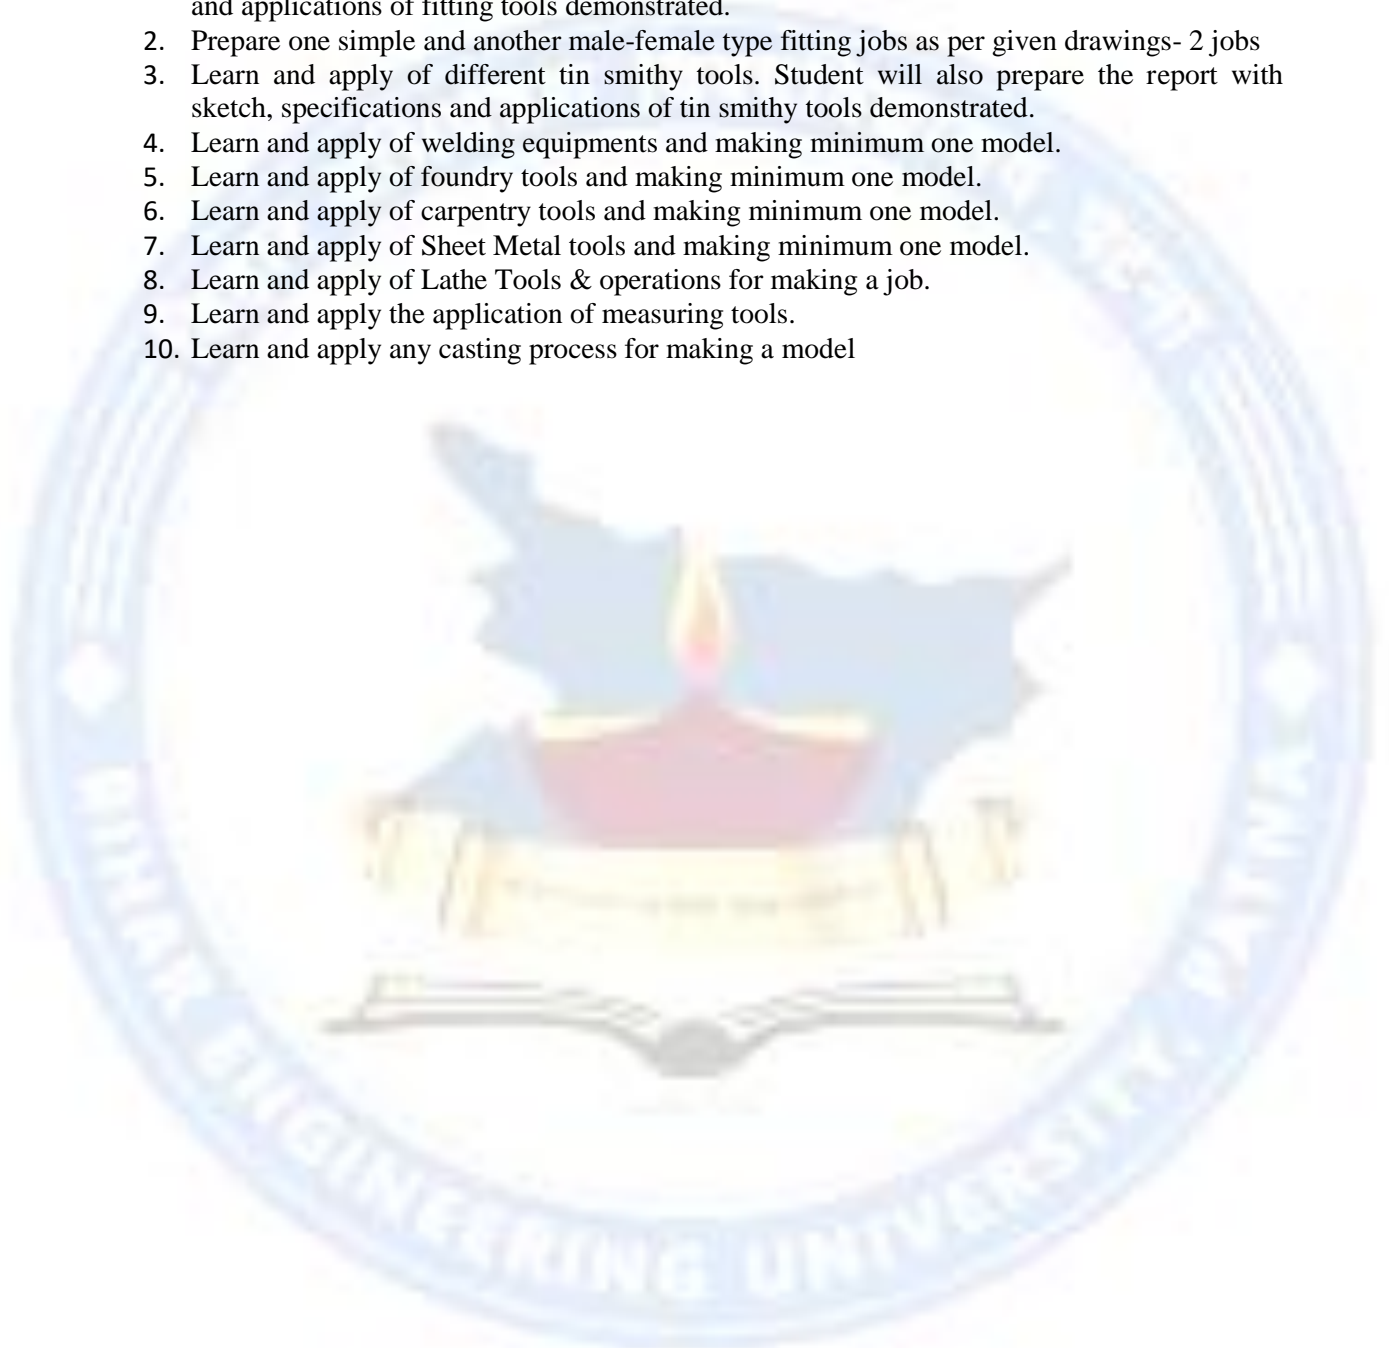 and applications of fitting tools demonstrated.
2. Prepare one simple and another male-female type fitting jobs as per given drawings- 2 jobs
3. Learn and apply of different tin smithy tools. Student will also prepare the report with
sketch, specifications and applications of tin smithy tools demonstrated.
4. Learn and apply of welding equipments and making minimum one model.
5. Learn and apply of foundry tools and making minimum one model.
6. Learn and apply of carpentry tools and making minimum one model.
7. Learn and apply of Sheet Metal tools and making minimum one model.
8. Learn and apply of Lathe Tools & operations for making a job.
9. Learn and apply the application of measuring tools.
10. Learn and apply any casting process for making a model
BIHAR ENGINEERING UNIVERSITY, PATNA